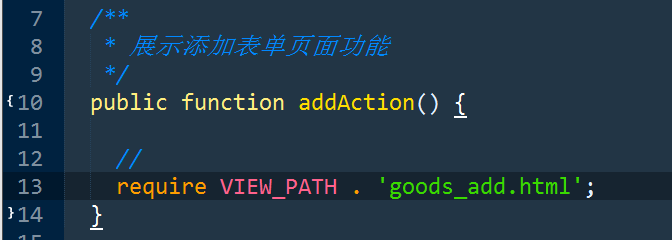 7 /**
8 * 展示添加表单页面功能
9 */
{10 public function addAction() {
11
12 //
13 require VIEW_PATH . 'goods_add.html';
}14 }
15